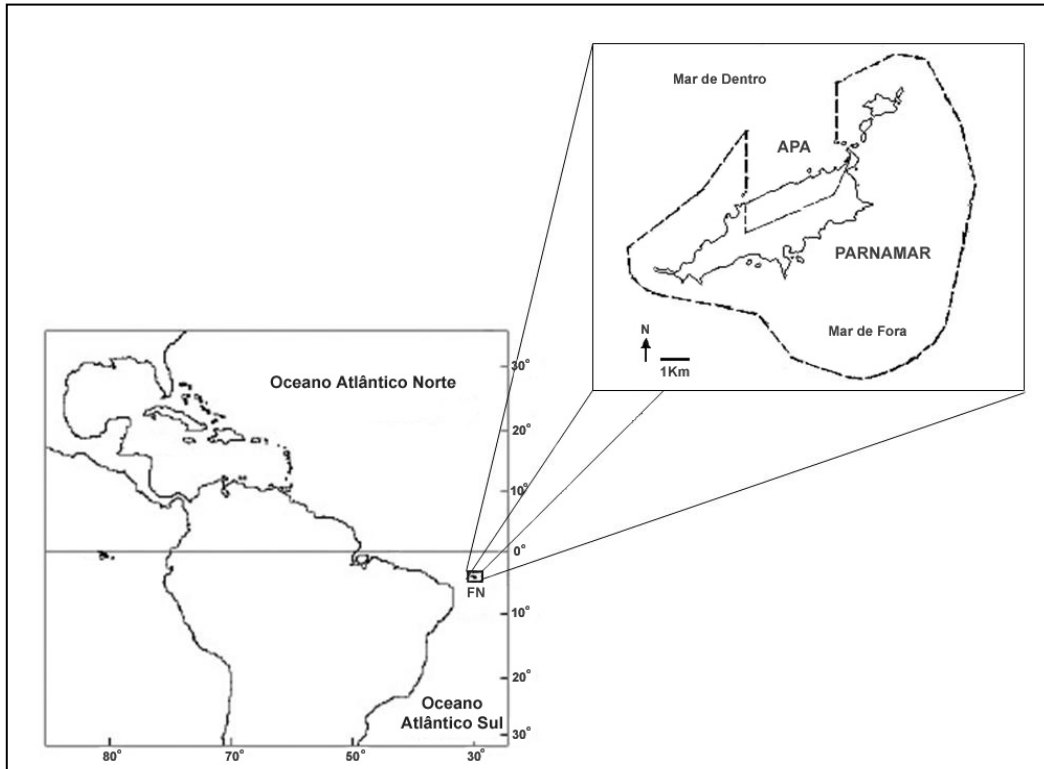 Mar de Dentro
APA
PARNAMAR
Mar de Fora
N
1Km
Oceano Atlântico Norte
30°
20°
10°
0°
FN
10°
20°
30°
Oceano
Atlântico Sul
80°
70°
50°
30°